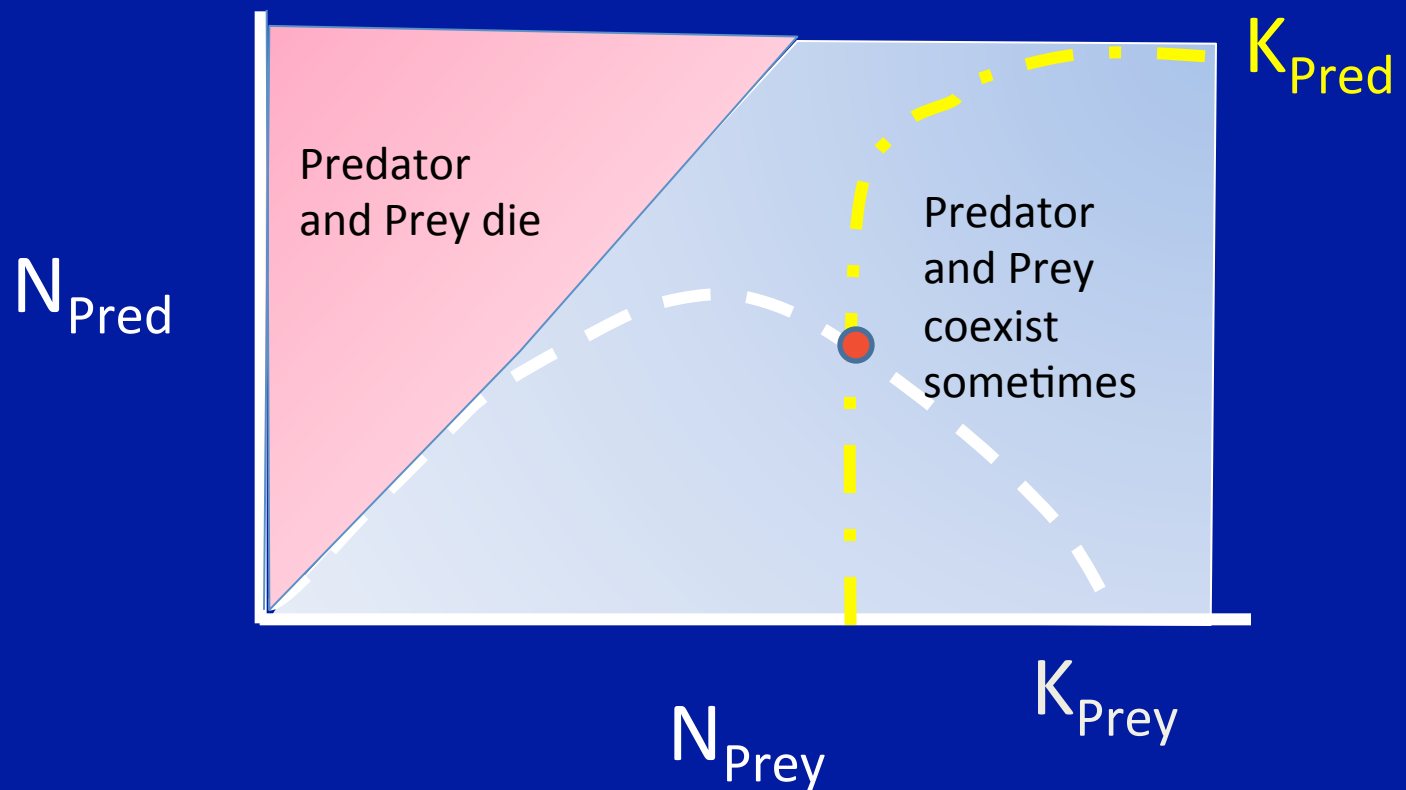 K Pred
Predator
and Prey die
Predator
and Prey
coexist
sometimes
N Pred
K Prey
N Prey